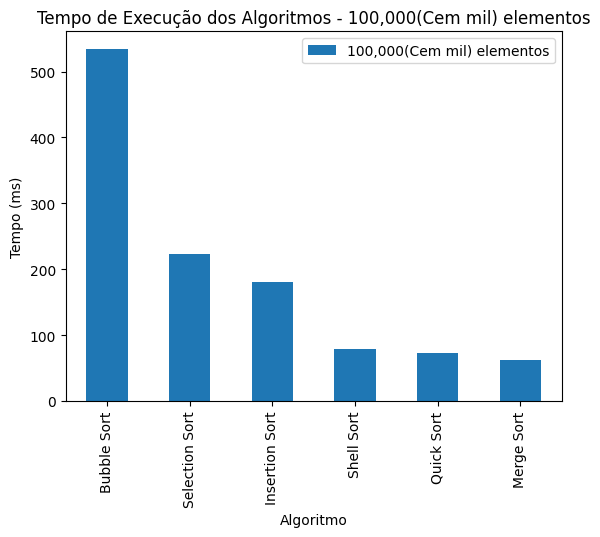 Tempo de Execução dos Algoritmos - 100,000(Cem mil) elementos
100,000(Cem mil) elementos
Tempo (ms)
500
400
300
200
100
0
Bubble Sort
Selection Sort
Insertion Sort
Shell Sort
Quick Sort
Merge Sort
Algoritmo